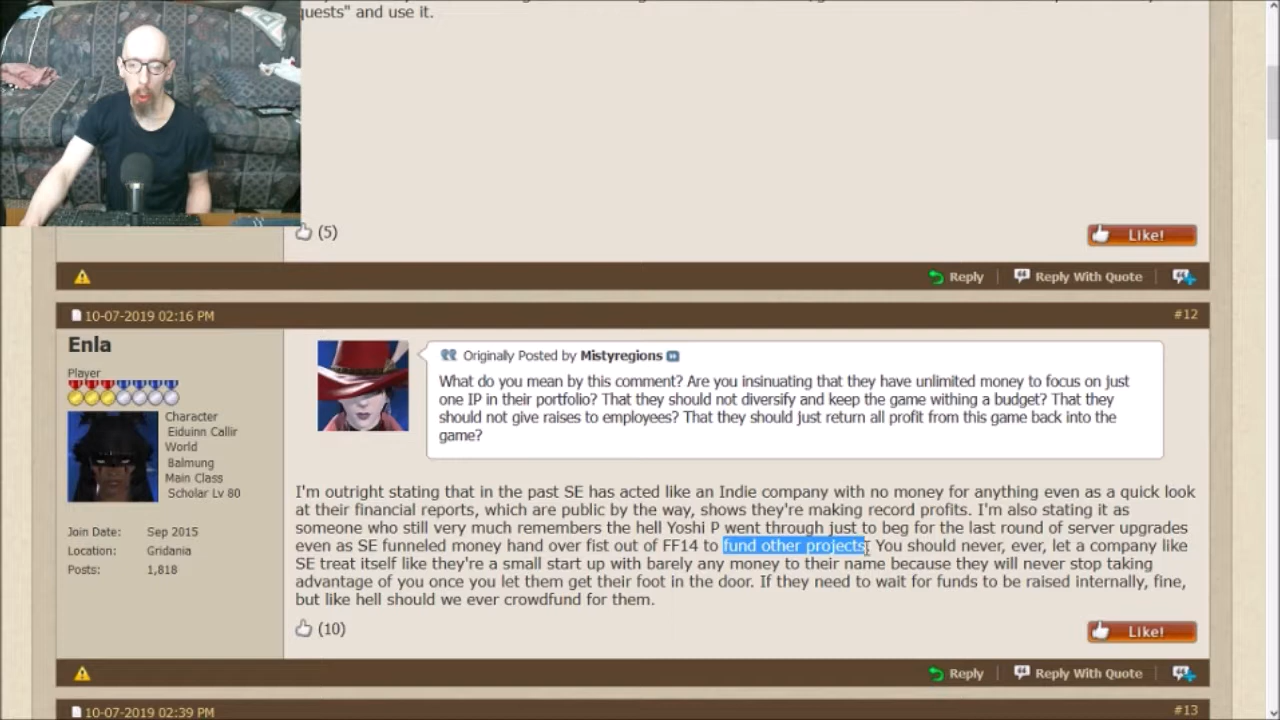 quests" and use it.
(5)
Like!
Reply
Reply With Quote
10-07-2019 02:16 PM
#12
Enla
Player
Character
Eiduinn Callir
World
Balmung
Main Class
Scholar Lv 80
Join Date: Sep 2015
Location: Gridania
Posts: 1,818
Originally Posted by Mistyregions
What do you mean by this comment? Are you insinuating that they have unlimited money to focus on just
one IP in their portfolio? That they should not diversify and keep the game withing a budget? That they
should not give raises to employees? That they should just return all profit from this game back into the
game?
I'm outright stating that in the past SE has acted like an Indie company with no money for anything even as a quick look
at their financial reports, which are public by the way, shows they're making record profits. I'm also stating it as
someone who still very much remembers the hell Yoshi P went through just to beg for the last round of server upgrades
even as SE funneled money hand over fist out of FF14 to fund other projects. You should never, ever, let a company like
SE treat itself like they're a small start up with barely any money to their name because they will never stop taking
advantage of you once you let them get their foot in the door. If they need to wait for funds to be raised internally, fine,
but like hell should we ever crowdfund for them.
(10)
Like!
Reply
Reply With Quote
10-07-2019 02:39 PM
#13